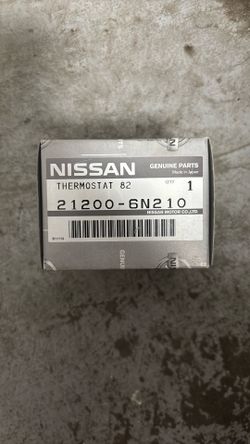 NISSAN
GENUINE PARTS
Made in Japan
THERMOSTAT 82
QTY 1
21200-6N210
NISSAN MOTOR CO.,LTD.